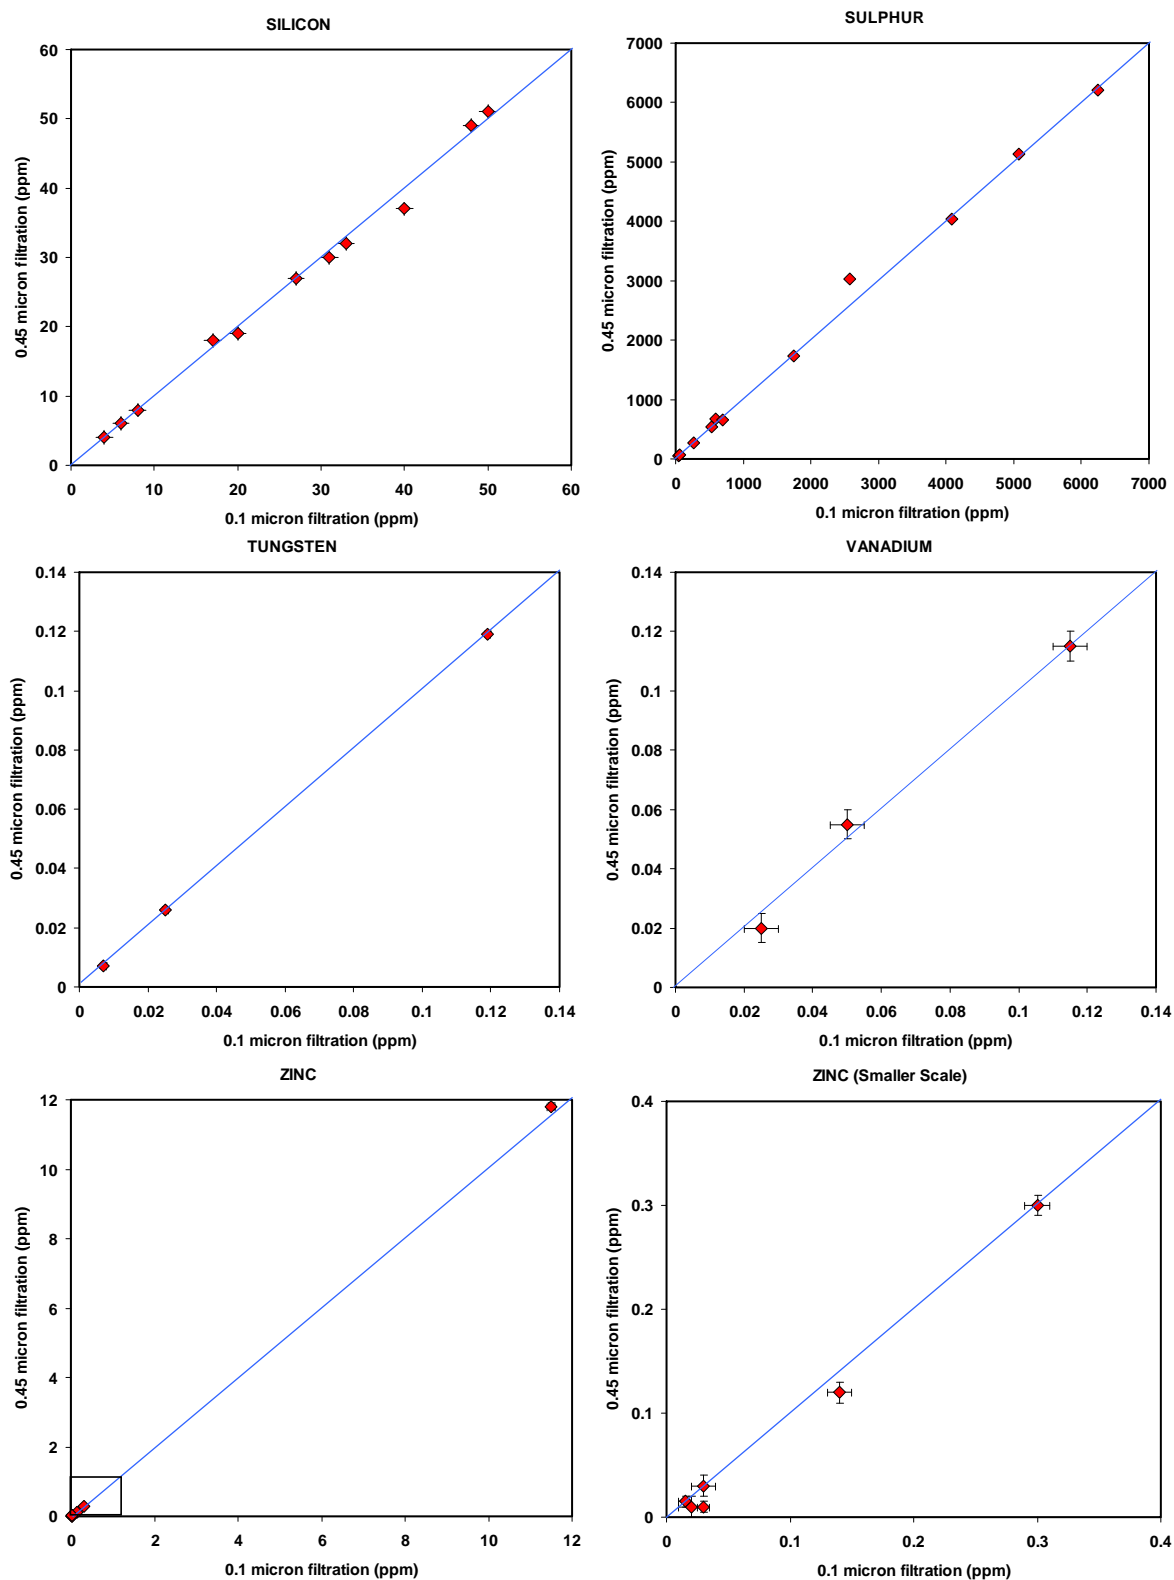 SILICON
60
50
40
30
20
10
0
0 10 20 30 40 50 60
0.45 micron filtration (ppm)
0.1 micron filtration (ppm)
SULPHUR
7000
6000
5000
4000
3000
2000
1000
0
0 1000 2000 3000 4000 5000 6000 7000
0.45 micron filtration (ppm)
0.1 micron filtration (ppm)
TUNGSTEN
0.14
0.12
0.1
0.08
0.06
0.04
0.02
0
0 0.02 0.04 0.06 0.08 0.1 0.12 0.14
0.45 micron filtration (ppm)
0.1 micron filtration (ppm)
VANADIUM
0.14
0.12
0.1
0.08
0.06
0.04
0.02
0
0 0.02 0.04 0.06 0.08 0.1 0.12 0.14
0.45 micron filtration (ppm)
0.1 micron filtration (ppm)
ZINC
12
10
8
6
4
2
0
0 2 4 6 8 10 12
0.45 micron filtration (ppm)
0.1 micron filtration (ppm)
ZINC (Smaller Scale)
0.4
0.3
0.2
0.1
0
0 0.1 0.2 0.3 0.4
0.45 micron filtration (ppm)
0.1 micron filtration (ppm)